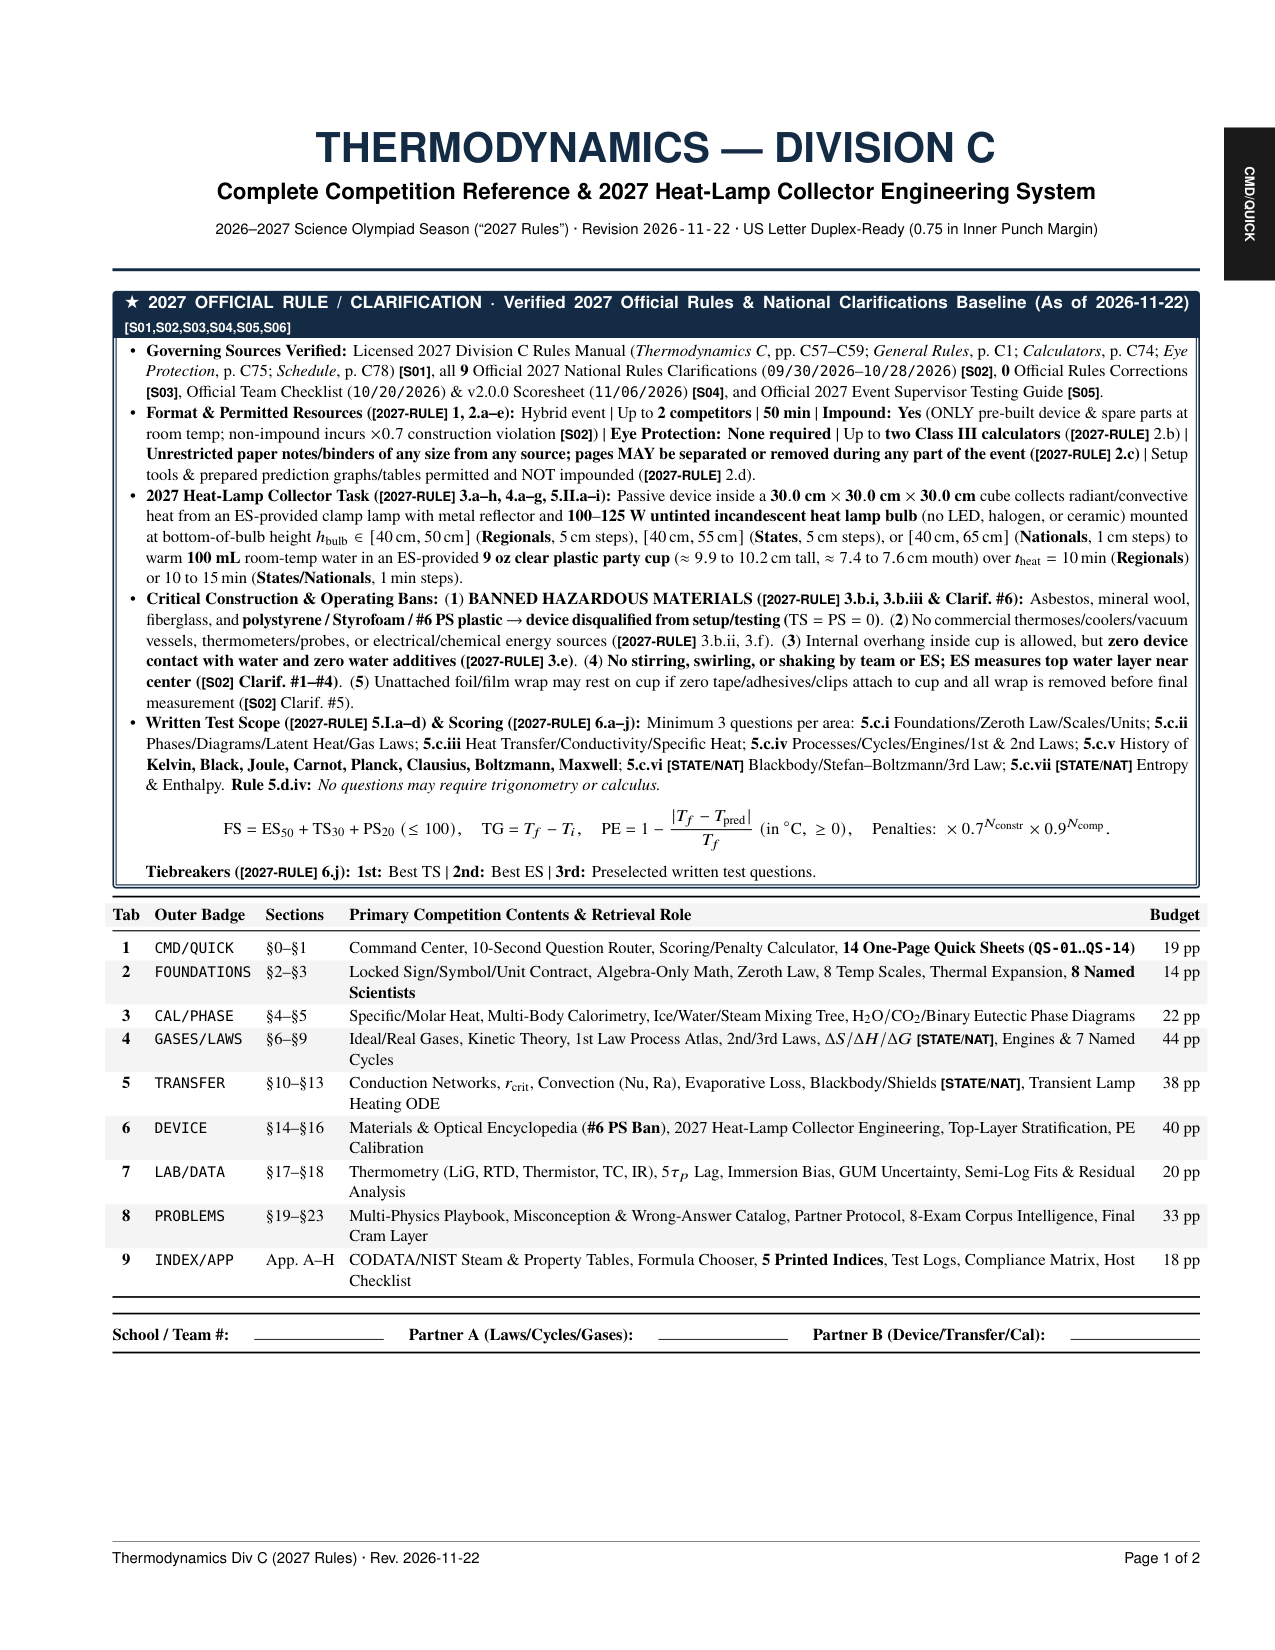 THERMODYNAMICS — DIVISION C
Complete Competition Reference & 2027 Heat-Lamp Collector Engineering System
2026–2027 Science Olympiad Season (“2027 Rules”) · Revision 2026-11-22 · US Letter Duplex-Ready (0.75 in Inner Punch Margin)
CMD/QUICK
★ 2027 OFFICIAL RULE / CLARIFICATION · Verified 2027 Official Rules & National Clarifications Baseline (As of 2026-11-22)
[S01,S02,S03,S04,S05,S06]
• Governing Sources Verified: Licensed 2027 Division C Rules Manual (Thermodynamics C, pp. C57–C59; General Rules, p. C1; Calculators, p. C74; Eye
Protection, p. C75; Schedule, p. C78) [S01], all 9 Official 2027 National Rules Clarifications (09/30/2026–10/28/2026) [S02], 0 Official Rules Corrections
[S03], Official Team Checklist (10/20/2026) & v2.0.0 Scoresheet (11/06/2026) [S04], and Official 2027 Event Supervisor Testing Guide [S05].
• Format & Permitted Resources ([2027-RULE] 1, 2.a–e): Hybrid event | Up to 2 competitors | 50 min | Impound: Yes (ONLY pre-built device & spare parts at
room temp; non-impound incurs ×0.7 construction violation [S02]) | Eye Protection: None required | Up to two Class III calculators ([2027-RULE] 2.b) |
Unrestricted paper notes/binders of any size from any source; pages MAY be separated or removed during any part of the event ([2027-RULE] 2.c) | Setup
tools & prepared prediction graphs/tables permitted and NOT impounded ([2027-RULE] 2.d).
• 2027 Heat-Lamp Collector Task ([2027-RULE] 3.a–h, 4.a–g, 5.II.a–i): Passive device inside a 30.0 cm × 30.0 cm × 30.0 cm cube collects radiant/convective
heat from an ES-provided clamp lamp with metal reflector and 100–125 W untinted incandescent heat lamp bulb (no LED, halogen, or ceramic) mounted
at bottom-of-bulb height h_bulb ∈ [40 cm, 50 cm] (Regionals, 5 cm steps), [40 cm, 55 cm] (States, 5 cm steps), or [40 cm, 65 cm] (Nationals, 1 cm steps) to
warm 100 mL room-temp water in an ES-provided 9 oz clear plastic party cup (≈ 9.9 to 10.2 cm tall, ≈ 7.4 to 7.6 cm mouth) over t_heat = 10 min (Regionals)
or 10 to 15 min (States/Nationals, 1 min steps).
• Critical Construction & Operating Bans: (1) BANNED HAZARDOUS MATERIALS ([2027-RULE] 3.b.i, 3.b.iii & Clarif. #6): Asbestos, mineral wool,
fiberglass, and polystyrene / Styrofoam / #6 PS plastic → device disqualified from setup/testing (TS = PS = 0). (2) No commercial thermoses/coolers/vacuum
vessels, thermometers/probes, or electrical/chemical energy sources ([2027-RULE] 3.b.ii, 3.f). (3) Internal overhang inside cup is allowed, but zero device
contact with water and zero water additives ([2027-RULE] 3.e). (4) No stirring, swirling, or shaking by team or ES; ES measures top water layer near
center ([S02] Clarif. #1–#4). (5) Unattached foil/film wrap may rest on cup if zero tape/adhesives/clips attach to cup and all wrap is removed before final
measurement ([S02] Clarif. #5).
• Written Test Scope ([2027-RULE] 5.I.a–d) & Scoring ([2027-RULE] 6.a–j): Minimum 3 questions per area: 5.c.i Foundations/Zeroth Law/Scales/Units; 5.c.ii
Phases/Diagrams/Latent Heat/Gas Laws; 5.c.iii Heat Transfer/Conductivity/Specific Heat; 5.c.iv Processes/Cycles/Engines/1st & 2nd Laws; 5.c.v History of
Kelvin, Black, Joule, Carnot, Planck, Clausius, Boltzmann, Maxwell; 5.c.vi [STATE/NAT] Blackbody/Stefan–Boltzmann/3rd Law; 5.c.vii [STATE/NAT] Entropy
& Enthalpy. Rule 5.d.iv: No questions may require trigonometry or calculus.
FS = ES_50 + TS_30 + PS_20 (≤ 100), TG = T_f − T_i, PE = 1 − |T_f − T_pred| / T_f (in °C, ≥ 0), Penalties: × 0.7^N_constr × 0.9^N_comp.
Tiebreakers ([2027-RULE] 6.j): 1st: Best TS | 2nd: Best ES | 3rd: Preselected written test questions.
Tab Outer Badge Sections Primary Competition Contents & Retrieval Role Budget
1 CMD/QUICK §0–§1 Command Center, 10-Second Question Router, Scoring/Penalty Calculator, 14 One-Page Quick Sheets (QS-01..QS-14) 19 pp
2 FOUNDATIONS §2–§3 Locked Sign/Symbol/Unit Contract, Algebra-Only Math, Zeroth Law, 8 Temp Scales, Thermal Expansion, 8 Named 14 pp
Scientists
3 CAL/PHASE §4–§5 Specific/Molar Heat, Multi-Body Calorimetry, Ice/Water/Steam Mixing Tree, H₂O/CO₂/Binary Eutectic Phase Diagrams 22 pp
4 GASES/LAWS §6–§9 Ideal/Real Gases, Kinetic Theory, 1st Law Process Atlas, 2nd/3rd Laws, ΔS/ΔH/ΔG [STATE/NAT], Engines & 7 Named 44 pp
Cycles
5 TRANSFER §10–§13 Conduction Networks, r_crit, Convection (Nu, Ra), Evaporative Loss, Blackbody/Shields [STATE/NAT], Transient Lamp 38 pp
Heating ODE
6 DEVICE §14–§16 Materials & Optical Encyclopedia (#6 PS Ban), 2027 Heat-Lamp Collector Engineering, Top-Layer Stratification, PE 40 pp
Calibration
7 LAB/DATA §17–§18 Thermometry (LiG, RTD, Thermistor, TC, IR), 5τ_p Lag, Immersion Bias, GUM Uncertainty, Semi-Log Fits & Residual 20 pp
Analysis
8 PROBLEMS §19–§23 Multi-Physics Playbook, Misconception & Wrong-Answer Catalog, Partner Protocol, 8-Exam Corpus Intelligence, Final 33 pp
Cram Layer
9 INDEX/APP App. A–H CODATA/NIST Steam & Property Tables, Formula Chooser, 5 Printed Indices, Test Logs, Compliance Matrix, Host 18 pp
Checklist
School / Team #: Partner A (Laws/Cycles/Gases): Partner B (Device/Transfer/Cal):
Thermodynamics Div C (2027 Rules) · Rev. 2026-11-22 Page 1 of 2